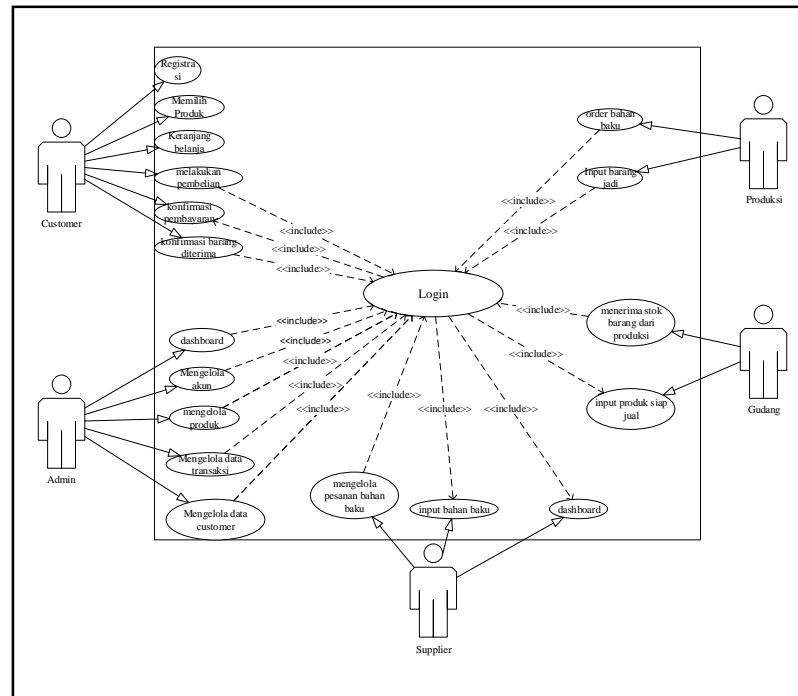 Registra
si
Memilih
Produk
Keranjang
belanja
melakukan
pembelian
konfirmasi
pembayaran
konfirmasi barang
diterima
Customer
<<include>>
<<include>>
<<include>>
order bahan
baku
Input barang
jadi
Produksi
<<include>>
<<include>>
Login
dashboard
Mengelola
akun
mengelola
produk
Mengelola data
transaksi
Mengelola data
customer
Admin
<<include>>
<<include>>
<<include>>
<<include>>
<<include>>
menerima stok
barang dari
produksi
input produk siap
jual
Gudang
<<include>>
<<include>>
mengelola
pesanan bahan
baku
input bahan baku
dashboard
<<include>>
<<include>>
<<include>>
Supplier